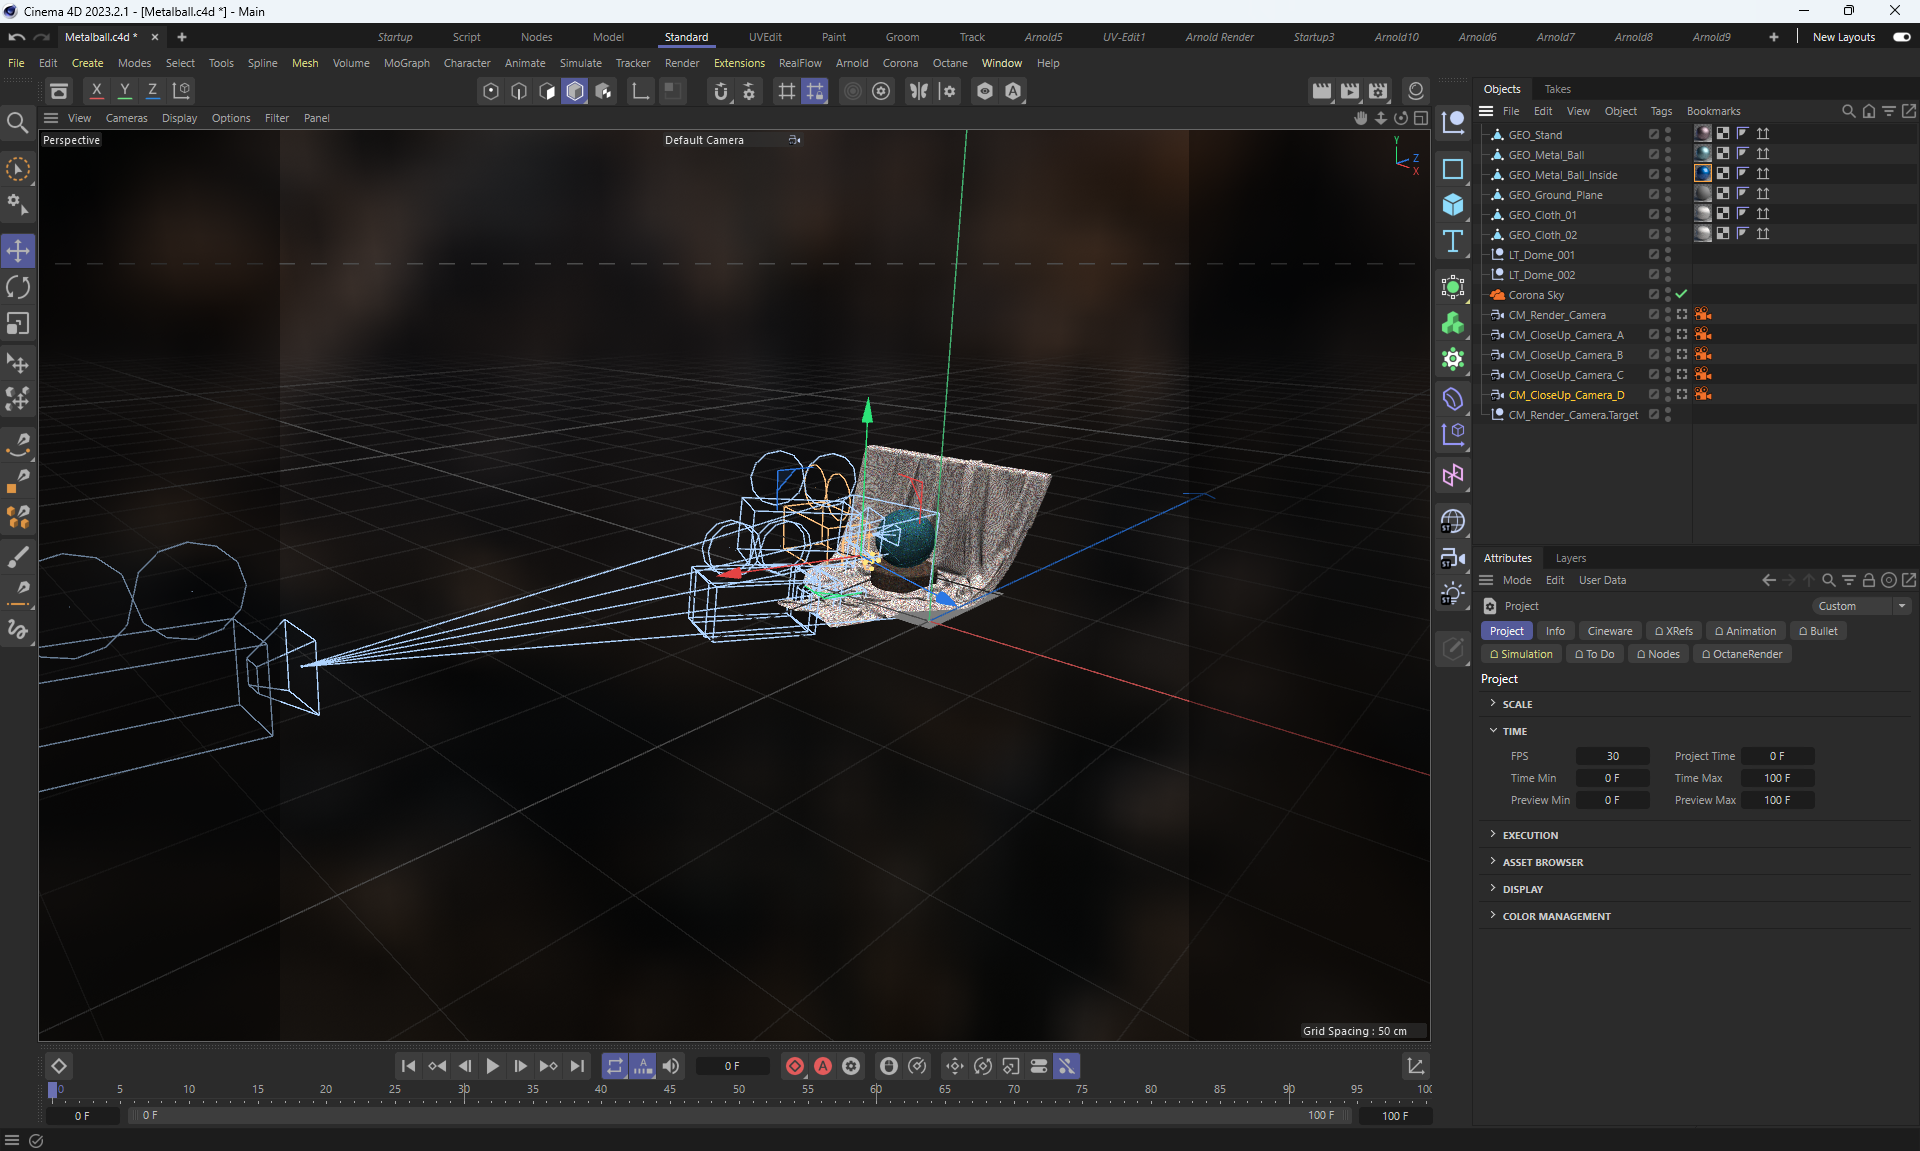 Cinema 4D 2023.2.1 - [Metalball.c4d *] - Main
Metalball.c4d *
Startup
Script
Nodes
Model
Standard
UVEdit
Paint
Groom
Track
Arnold5
UV-Edit1
Arnold Render
Startup3
Arnold10
Arnold6
Arnold7
Arnold8
Arnold9
New Layouts
File Edit Create Modes Select Tools Spline Mesh Volume MoGraph Character Animate Simulate Tracker Render Extensions RealFlow Arnold Corona Octane Window Help
X Y Z
View Cameras Display Options Filter Panel
Perspective
Default Camera
Y
Z
X
Grid Spacing : 50 cm
Objects Takes
File Edit View Object Tags Bookmarks
GEO_Stand
GEO_Metal_Ball
GEO_Metal_Ball_Inside
GEO_Ground_Plane
GEO_Cloth_01
GEO_Cloth_02
LT_Dome_001
LT_Dome_002
Corona Sky
CM_Render_Camera
CM_CloseUp_Camera_A
CM_CloseUp_Camera_B
CM_CloseUp_Camera_C
CM_CloseUp_Camera_D
CM_Render_Camera.Target
ST
ST
ST
Attributes Layers
Mode Edit User Data
Project
Custom
Project Info Cineware XRefs Animation Bullet
Simulation To Do Nodes OctaneRender
Project
SCALE
TIME
FPS 30 Project Time 0 F
Time Min 0 F Time Max 100 F
Preview Min 0 F Preview Max 100 F
EXECUTION
ASSET BROWSER
DISPLAY
COLOR MANAGEMENT
0 F
0 5 10 15 20 25 30 35 40 45 50 55 60 65 70 75 80 85 90 95 100
0 F 0 F 100 F 100 F